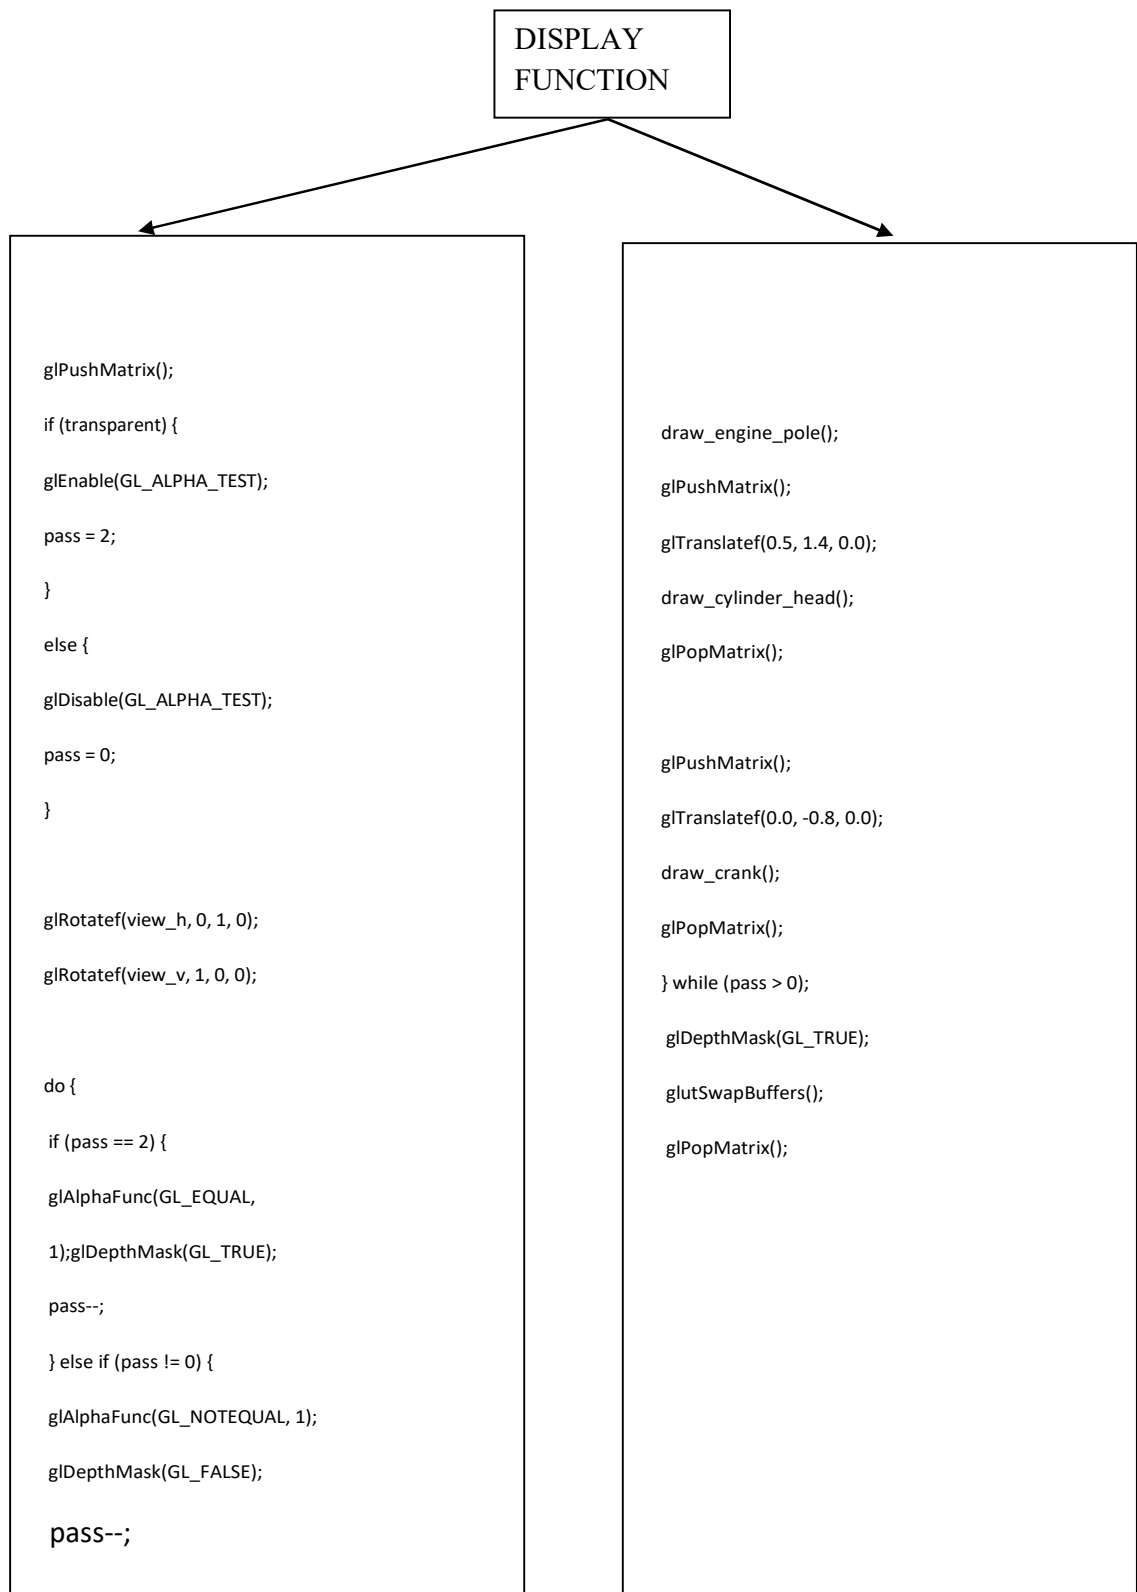 DISPLAY
FUNCTION
glPushMatrix();
if (transparent) {
glEnable(GL_ALPHA_TEST);
pass = 2;
}
else {
glDisable(GL_ALPHA_TEST);
pass = 0;
}
glRotatef(view_h, 0, 1, 0);
glRotatef(view_v, 1, 0, 0);
do {
if (pass == 2) {
glAlphaFunc(GL_EQUAL,
1);glDepthMask(GL_TRUE);
pass--;
} else if (pass != 0) {
glAlphaFunc(GL_NOTEQUAL, 1);
glDepthMask(GL_FALSE);
pass--;
draw_engine_pole();
glPushMatrix();
glTranslatef(0.5, 1.4, 0.0);
draw_cylinder_head();
glPopMatrix();
glPushMatrix();
glTranslatef(0.0, -0.8, 0.0);
draw_crank();
glPopMatrix();
} while (pass > 0);
glDepthMask(GL_TRUE);
glutSwapBuffers();
glPopMatrix();